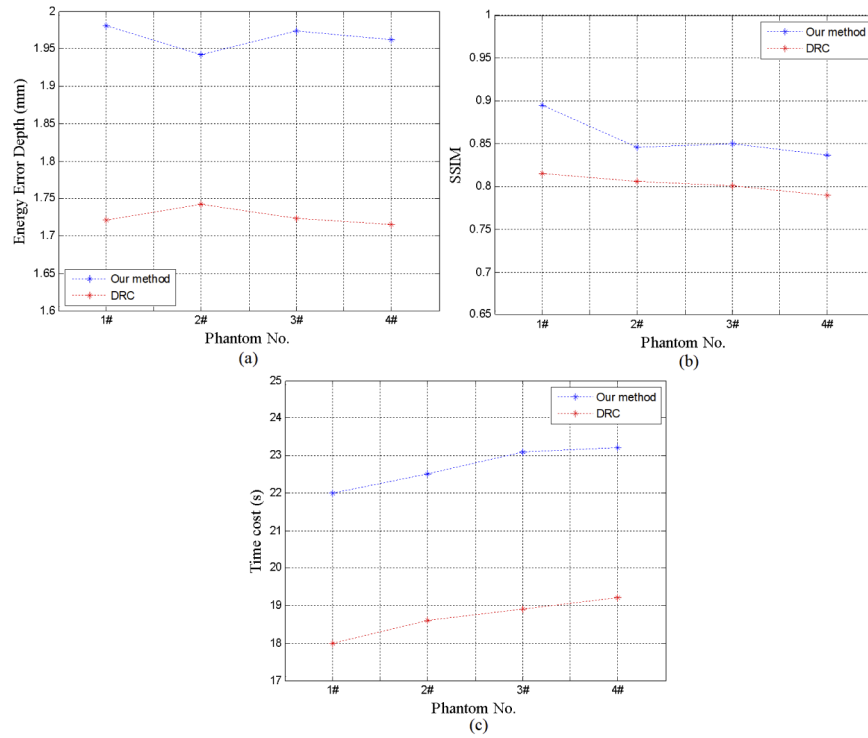 2
1.95
1.9
1.85
1.8
1.75
1.7
1.65
1.6
Energy Error Depth (mm)
Our method
DRC
1# 2# 3# 4#
Phantom No.
(a)
1
0.95
0.9
0.85
0.8
0.75
0.7
0.65
SSIM
Our method
DRC
1# 2# 3# 4#
Phantom No.
(b)
25
24
23
22
21
20
19
18
17
Time cost (s)
Our method
DRC
1# 2# 3# 4#
Phantom No.
(c)